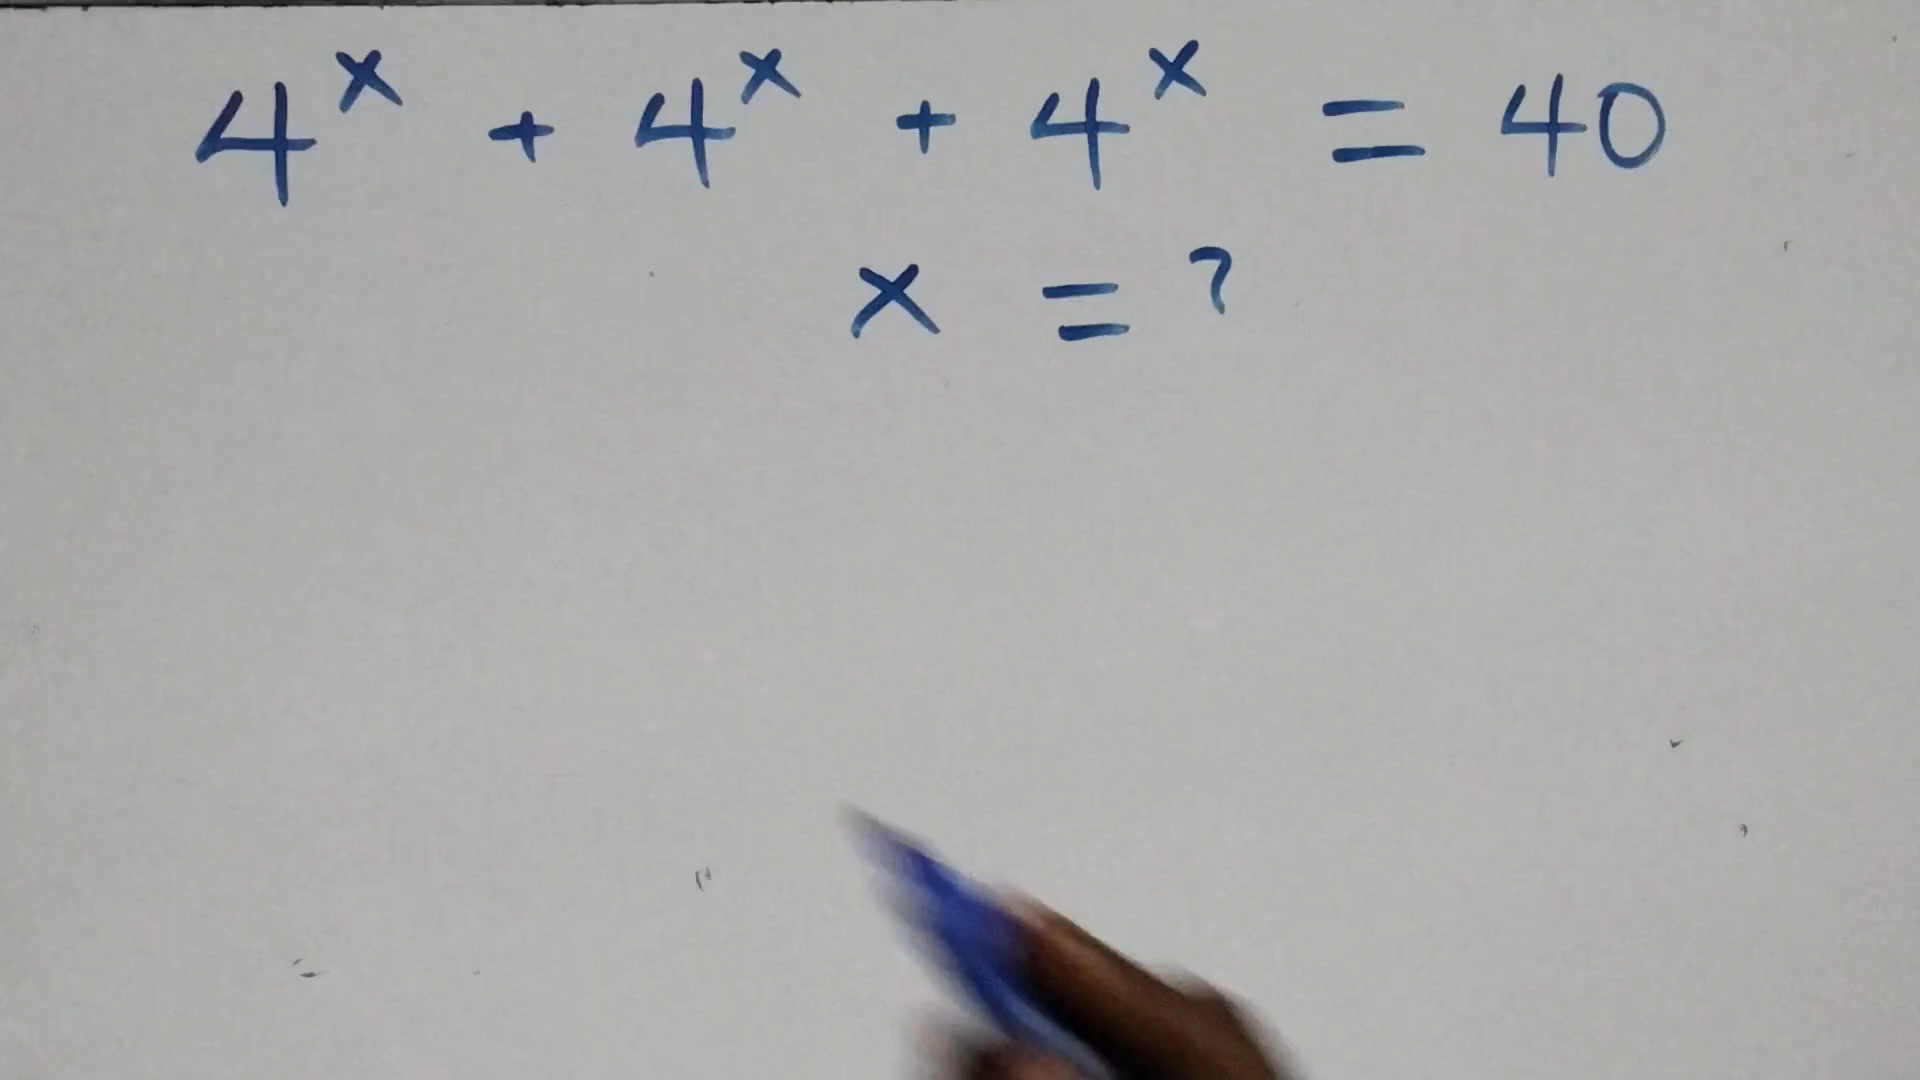 4^x + 4^x + 4^x = 40
x = ?